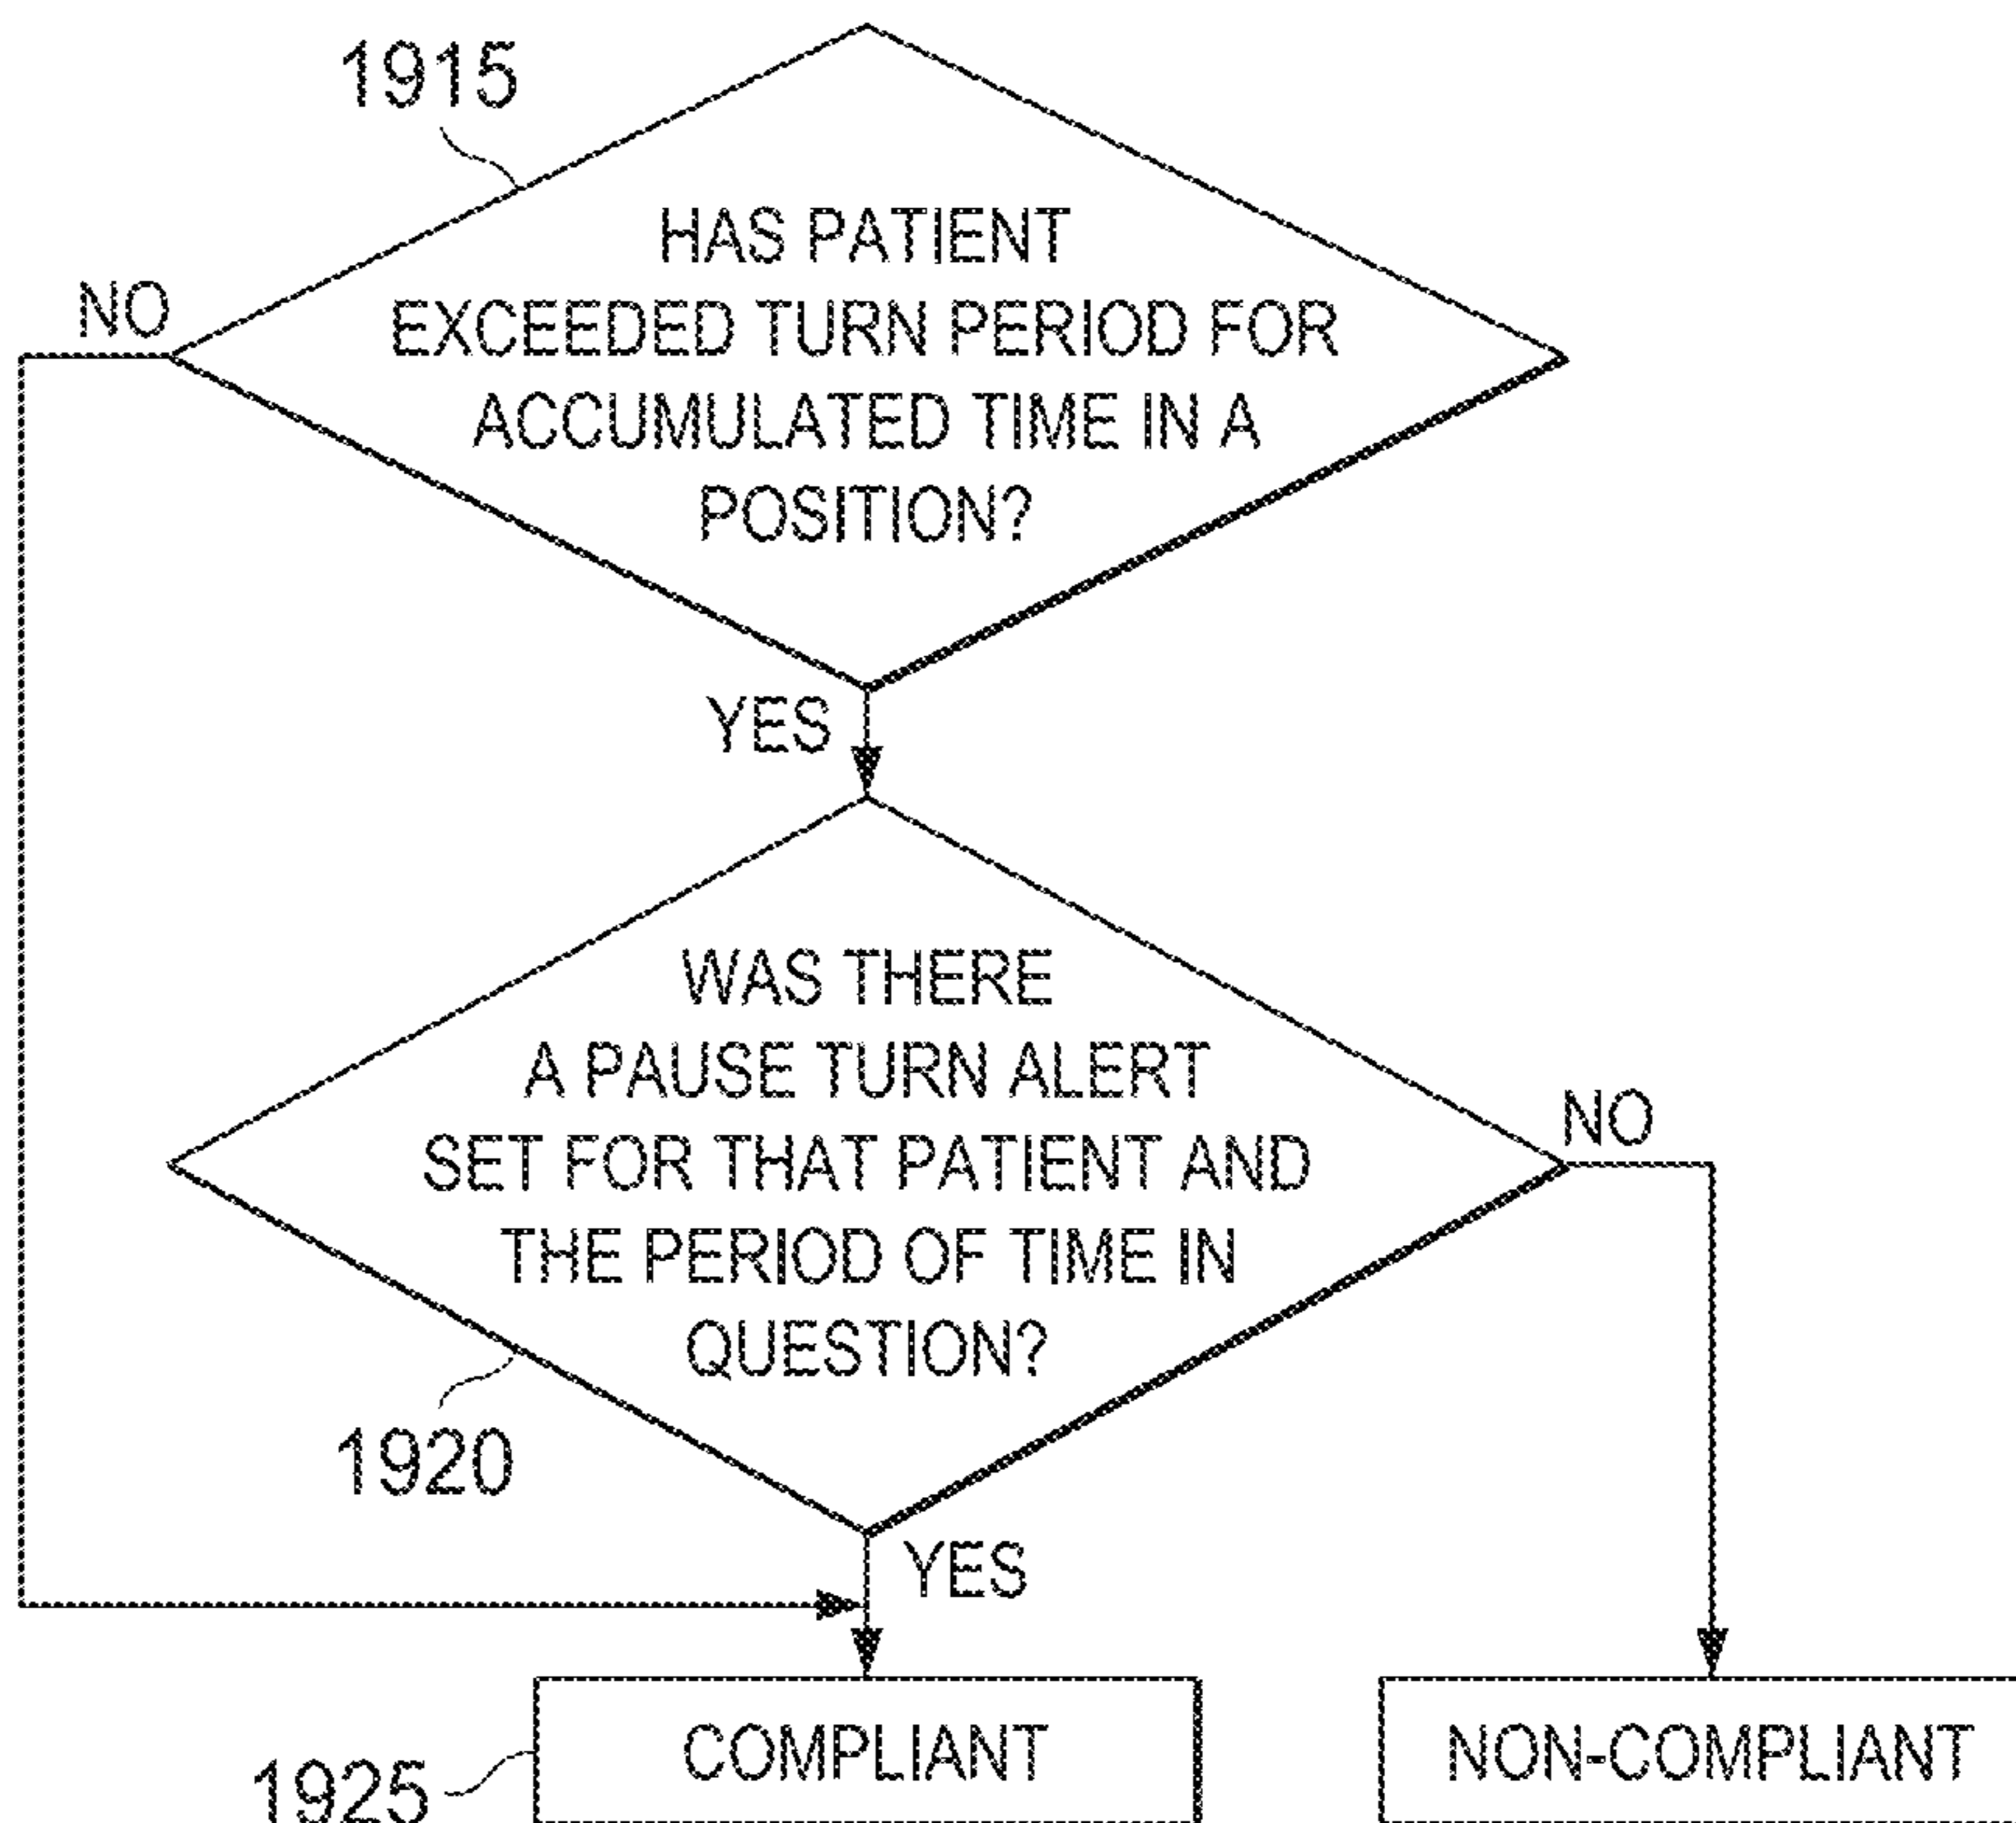 1915
HAS PATIENT
EXCEEDED TURN PERIOD FOR
ACCUMULATED TIME IN A
POSITION?
NO
YES
WAS THERE
A PAUSE TURN ALERT
SET FOR THAT PATIENT AND
THE PERIOD OF TIME IN
QUESTION?
NO
1920
YES
COMPLIANT
NON-COMPLIANT
1925